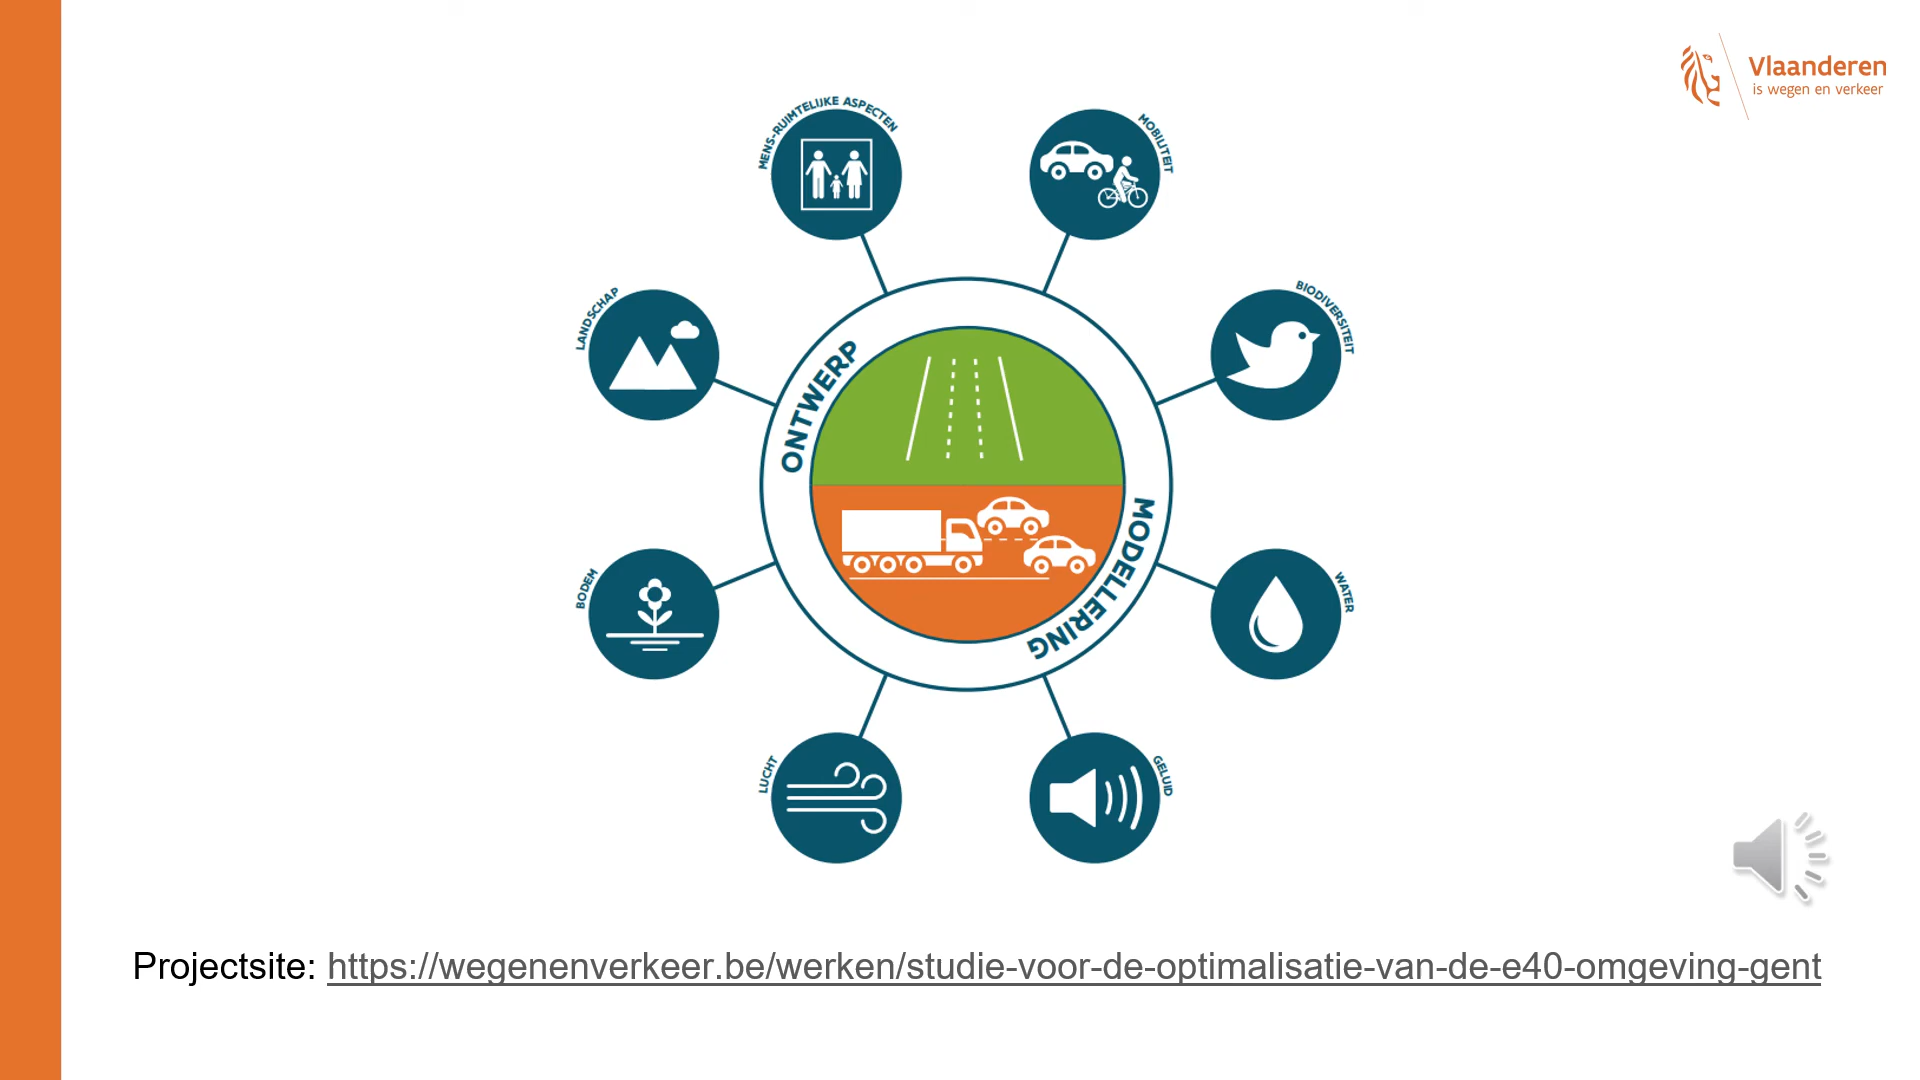 Vlaanderen
is wegen en verkeer
MENS-RUIMTELIJKE ASPECTEN
MOBILITEIT
LANDSCHAP
BIODIVERSITEIT
ONTWERP
MODELLERING
BODEM
WATER
LUCHT
GELUID
Projectsite: https://wegenenverkeer.be/werken/studie-voor-de-optimalisatie-van-de-e40-omgeving-gent